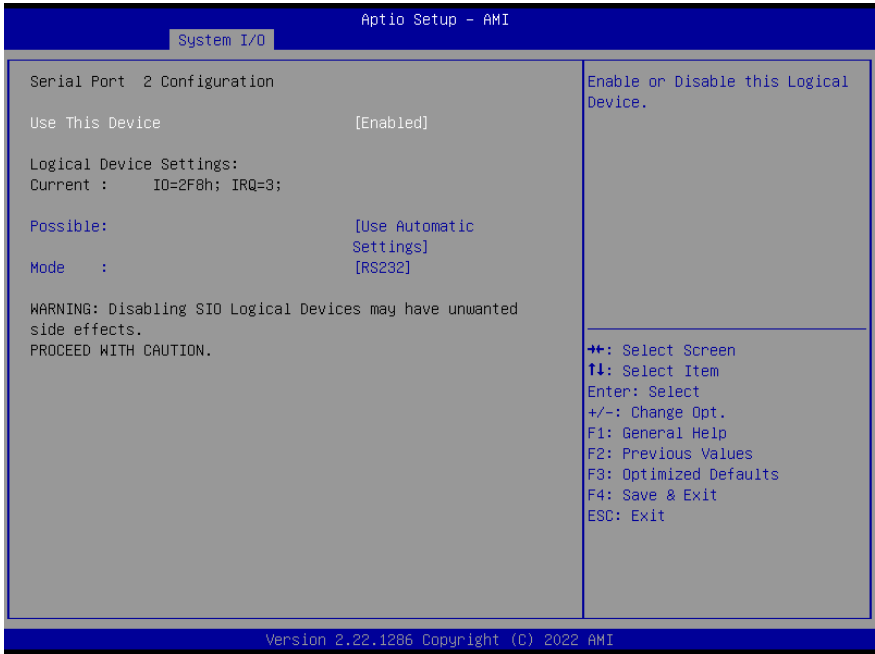 Aptio Setup – AMI
System I/O
Serial Port 2 Configuration
Use This Device [Enabled]
Logical Device Settings:
Current : IO=2F8h; IRQ=3;
Possible: [Use Automatic
Settings]
Mode : [RS232]
WARNING: Disabling SIO Logical Devices may have unwanted
side effects.
PROCEED WITH CAUTION.
Enable or Disable this Logical
Device.
→←: Select Screen
↑↓: Select Item
Enter: Select
+/-: Change Opt.
F1: General Help
F2: Previous Values
F3: Optimized Defaults
F4: Save & Exit
ESC: Exit
Version 2.22.1286 Copyright (C) 2022 AMI